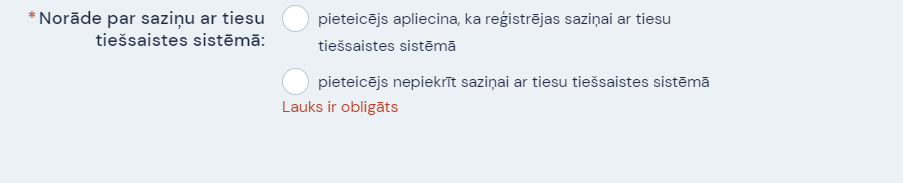 *Norāde par saziņu ar tiesu
tiešsaistes sistēmā:
pieteicējs apliecina, ka reģistrējas saziņai ar tiesu
tiešsaistes sistēmā
pieteicējs nepiekrīt saziņai ar tiesu tiešsaistes sistēmā
Lauks ir obligāts